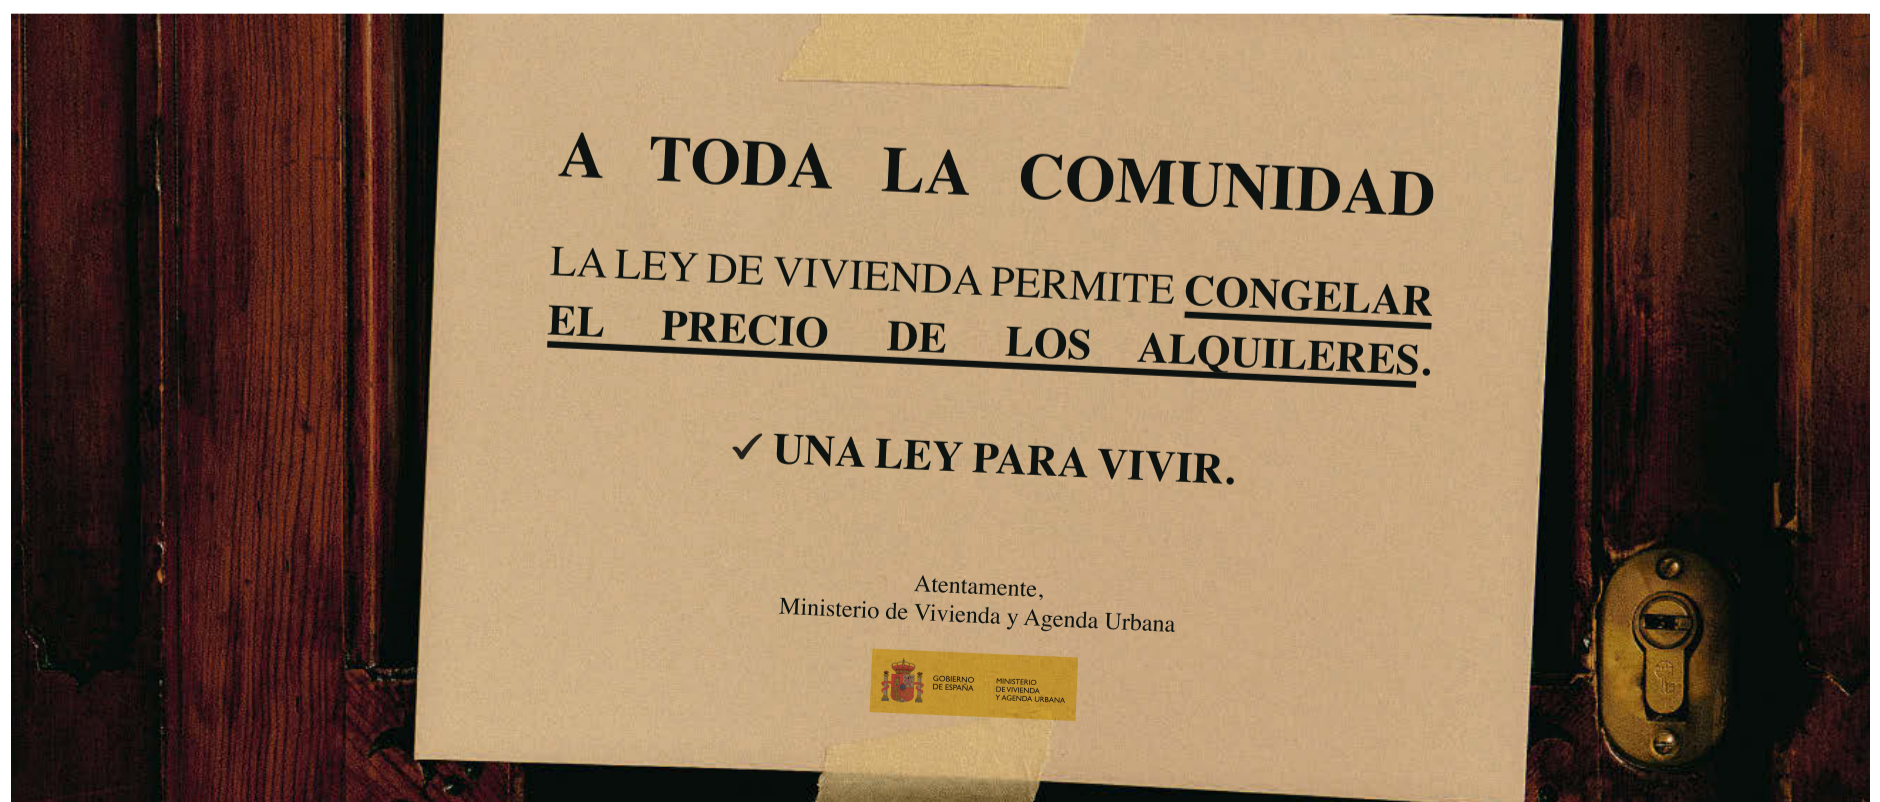 A TODA LA COMUNIDAD
LA LEY DE VIVIENDA PERMITE CONGELAR
EL PRECIO DE LOS ALQUILERES.
✓ UNA LEY PARA VIVIR.
Atentamente,
Ministerio de Vivienda y Agenda Urbana
GOBIERNO
DE ESPAÑA
MINISTERIO
DE VIVIENDA
Y AGENDA URBANA